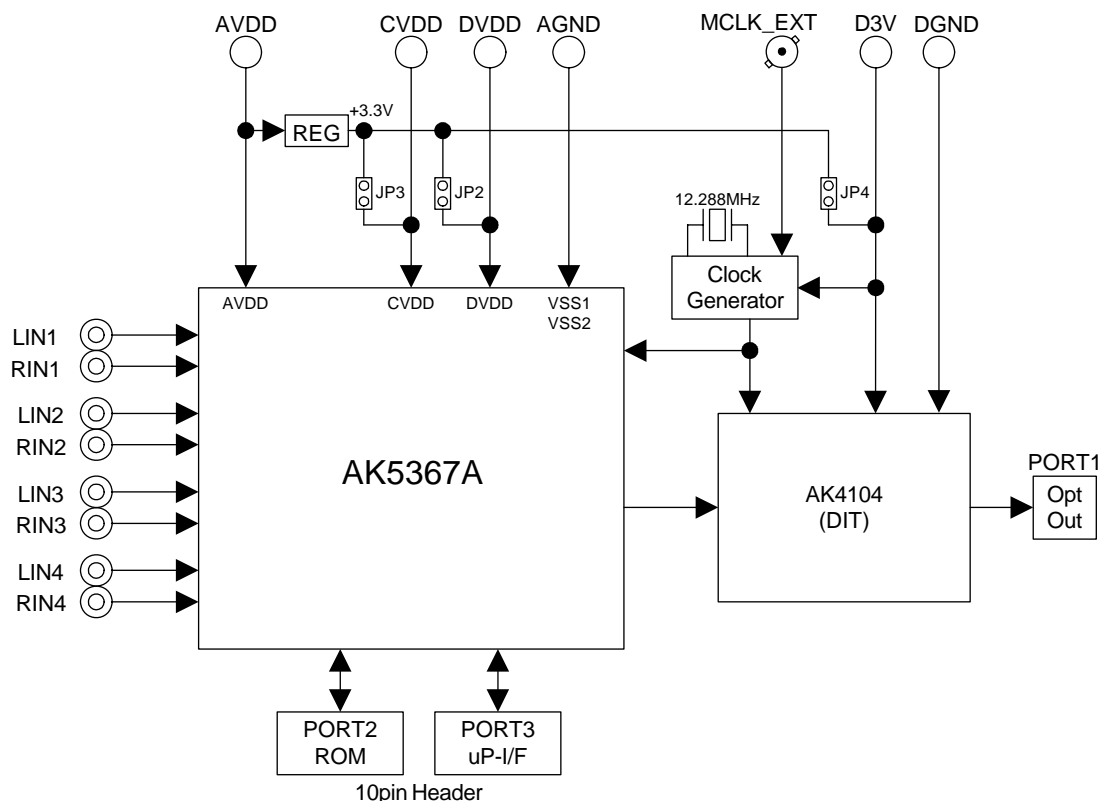 AVDD
CVDD
DVDD
AGND
MCLK_EXT
D3V
DGND
REG
+3.3V
JP3
JP2
JP4
12.288MHz
Clock
Generator
AVDD
CVDD
DVDD
VSS1
VSS2
LIN1
RIN1
LIN2
RIN2
LIN3
RIN3
LIN4
RIN4
AK5367A
AK4104
(DIT)
PORT1
Opt
Out
PORT2
ROM
PORT3
uP-I/F
10pin Header